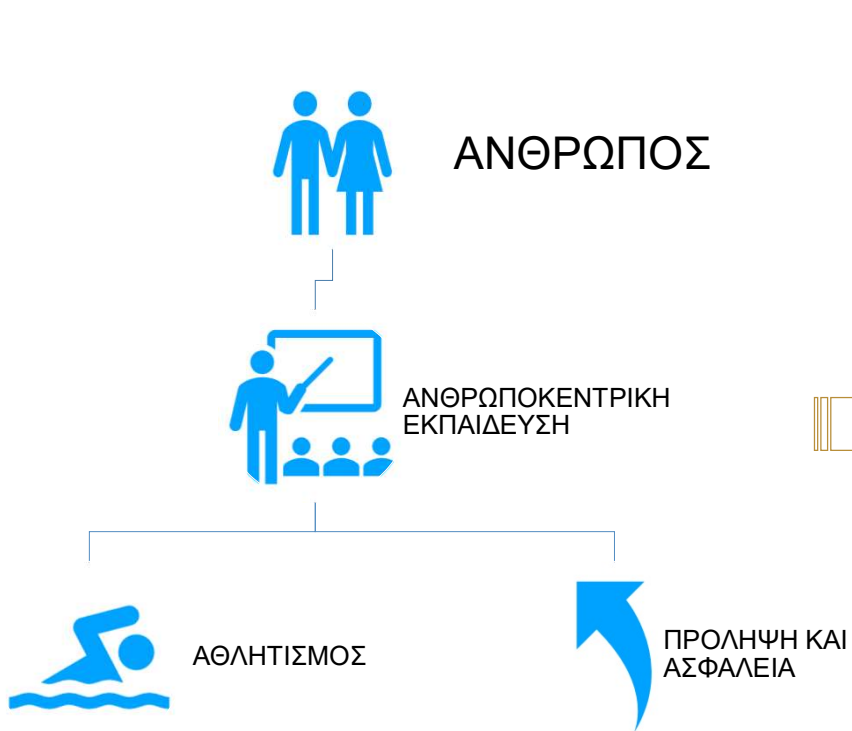 ΑΝΘΡΩΠΟΣ
ΑΝΘΡΩΠΟΚΕΝΤΡΙΚΗ
ΕΚΠΑΙΔΕΥΣΗ
ΑΘΛΗΤΙΣΜΟΣ
ΠΡΟΛΗΨΗ ΚΑΙ
ΑΣΦΑΛΕΙΑ